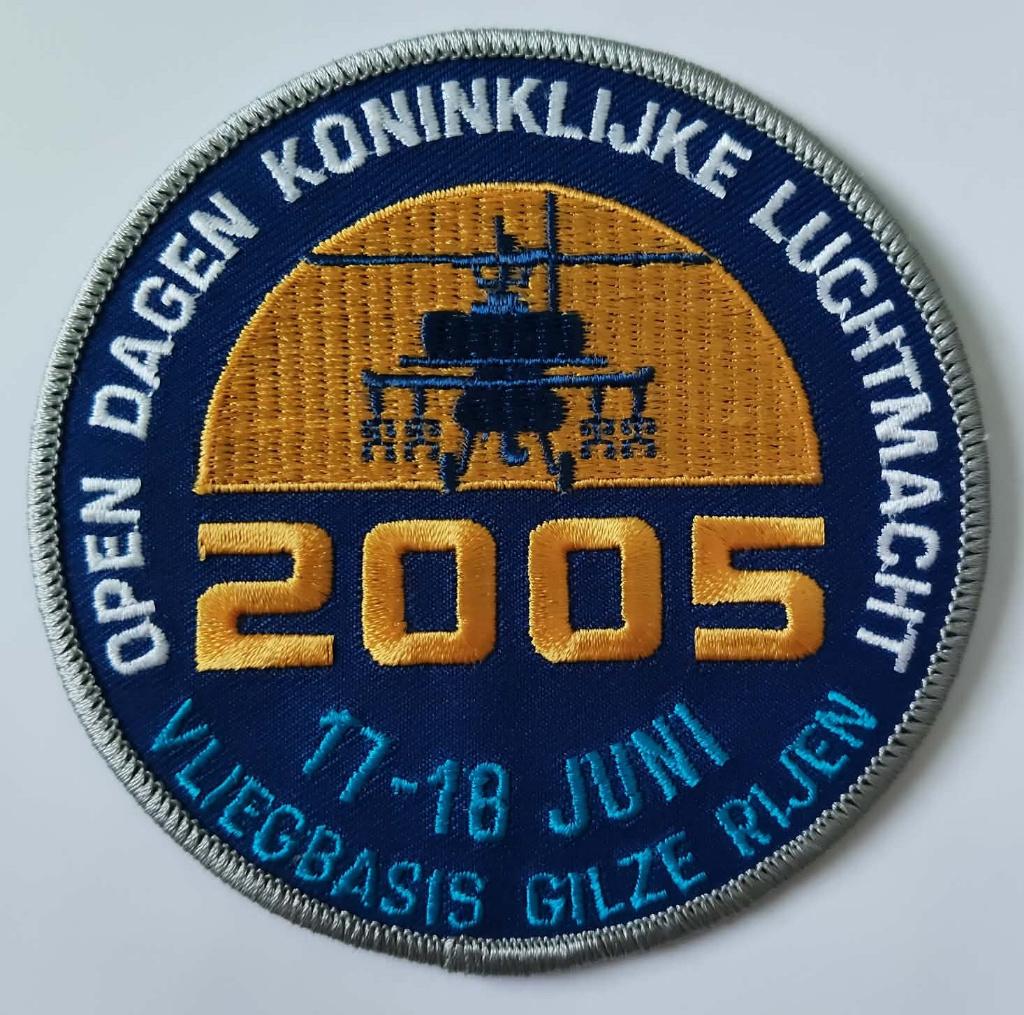 OPEN DAGEN KONINKLIJKE LUCHTMACHT
2005
17-18 JUNI
VLIEGBASIS GILZE RIJEN